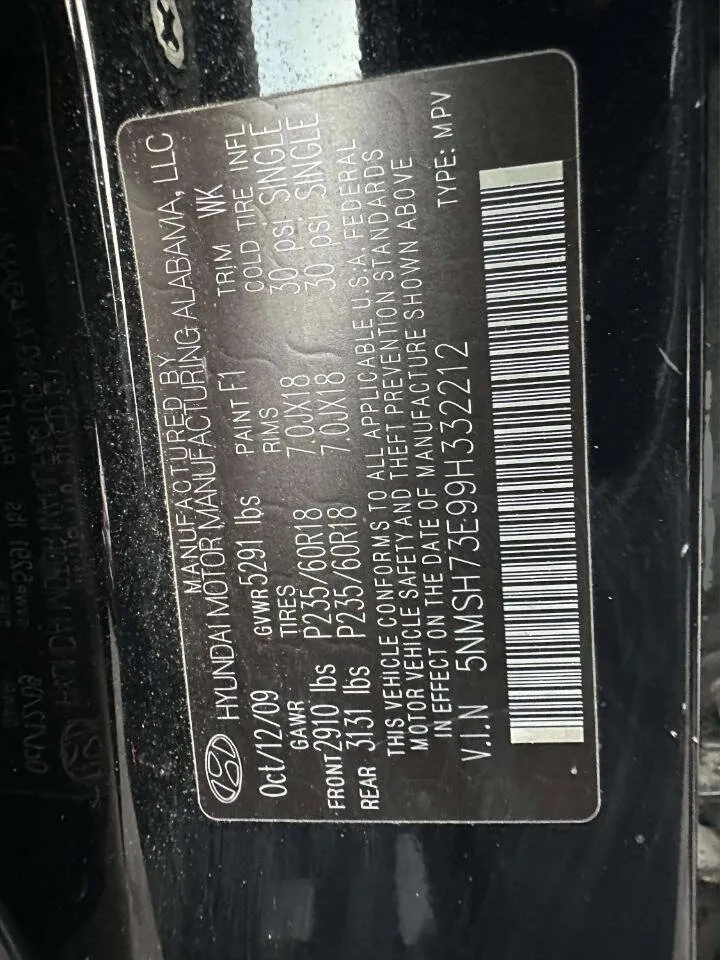 MANUFACTURED BY
HYUNDAI MOTOR MANUFACTURING ALABAMA, LLC
Oct/12/09 GVWR 5291 lbs PAINT F1 TRIM WK
GAWR TIRES RIMS COLD TIRE INFL
FRONT 2910 lbs P235/60R18 7.0JX18 30 psi, SINGLE
REAR 3131 lbs P235/60R18 7.0JX18 30 psi, SINGLE
THIS VEHICLE CONFORMS TO ALL APPLICABLE U.S.A. FEDERAL
MOTOR VEHICLE SAFETY AND THEFT PREVENTION STANDARDS
IN EFFECT ON THE DATE OF MANUFACTURE SHOWN ABOVE
V.I.N 5NMSH73E99H332212 TYPE: MPV